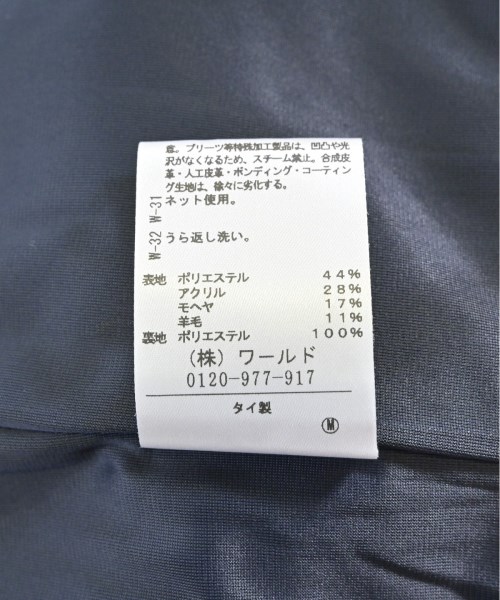 意。プリーツ等特殊加工製品は、凹凸や光
沢がなくなるため、スチーム禁止。合成皮
革・人工皮革・ボンディング・コーティン
グ生地は、徐々に劣化する。
W-31 ネット使用。
W-32 うら返し洗い。
表地 ポリエステル 44%
アクリル 28%
モヘヤ 17%
羊毛 11%
裏地 ポリエステル 100%
(株)ワールド
0120-977-917
タイ製
M